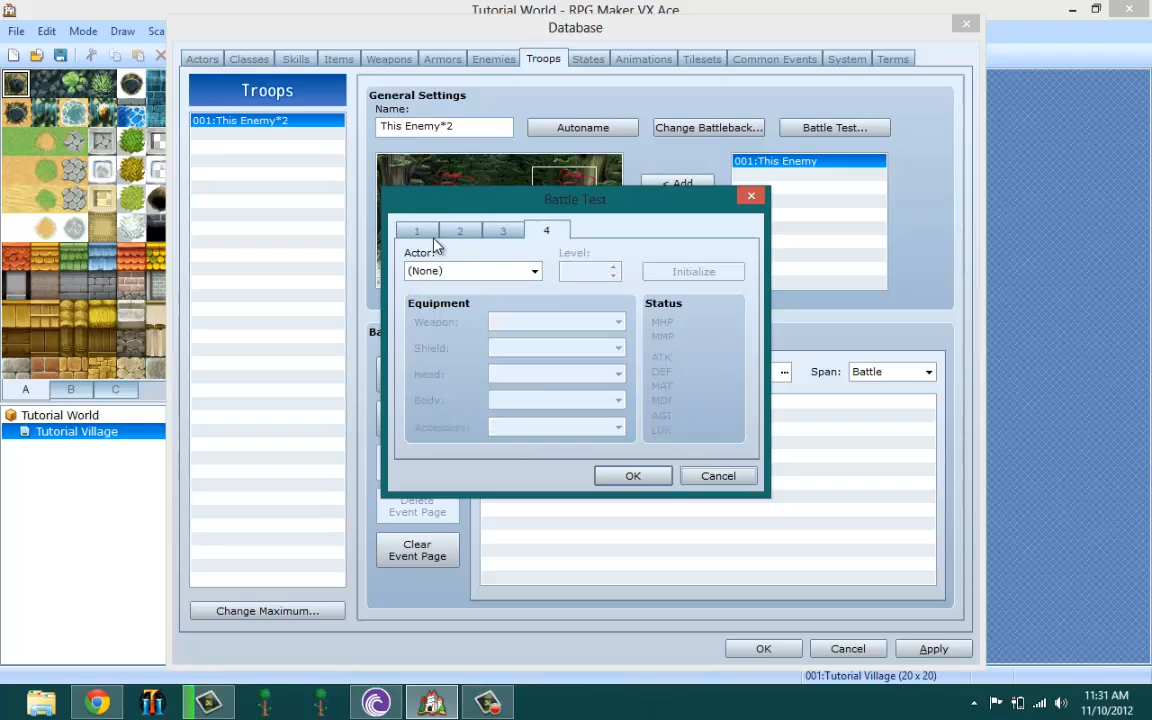 Tutorial World - RPG Maker VX Ace
Database
File Edit Mode Draw Sca
Actors Classes Skills Items Weapons Armors Enemies Troops States Animations Tilesets Common Events System Terms
Troops
001:This Enemy*2
General Settings
Name:
This Enemy*2
Autoname
Change Battleback...
Battle Test...
< Add
001:This Enemy
Battle Test
1 2 3 4
Actor:
(None)
Level:
Initialize
Equipment
Weapon:
Shield:
Head:
Body:
Accessory:
Status
MHP
MMP
ATK
DEF
MAT
MDF
AGI
LUK
OK
Cancel
Ba
...
Span:
Battle
Delete
Event Page
Clear
Event Page
A B C
Tutorial World
Tutorial Village
Change Maximum...
OK
Cancel
Apply
001:Tutorial Village (20 x 20)
11:31 AM
11/10/2012